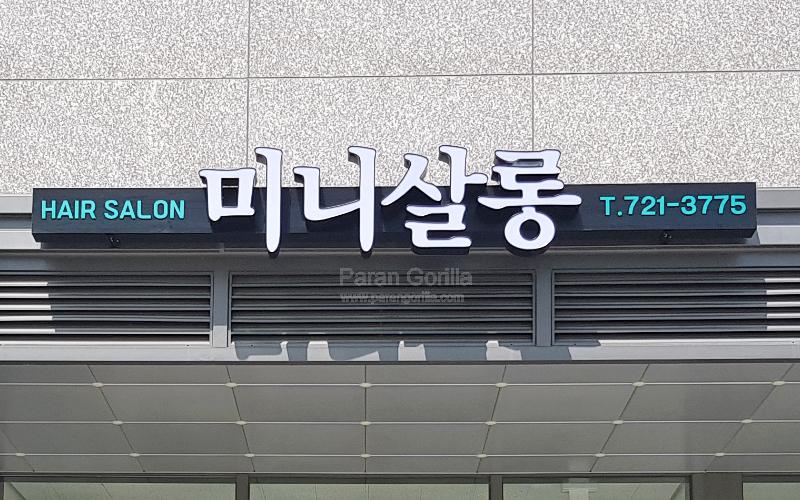 HAIR SALON 미니살롱 T.721-3775
Paran Gorilla
www.parangorilla.com